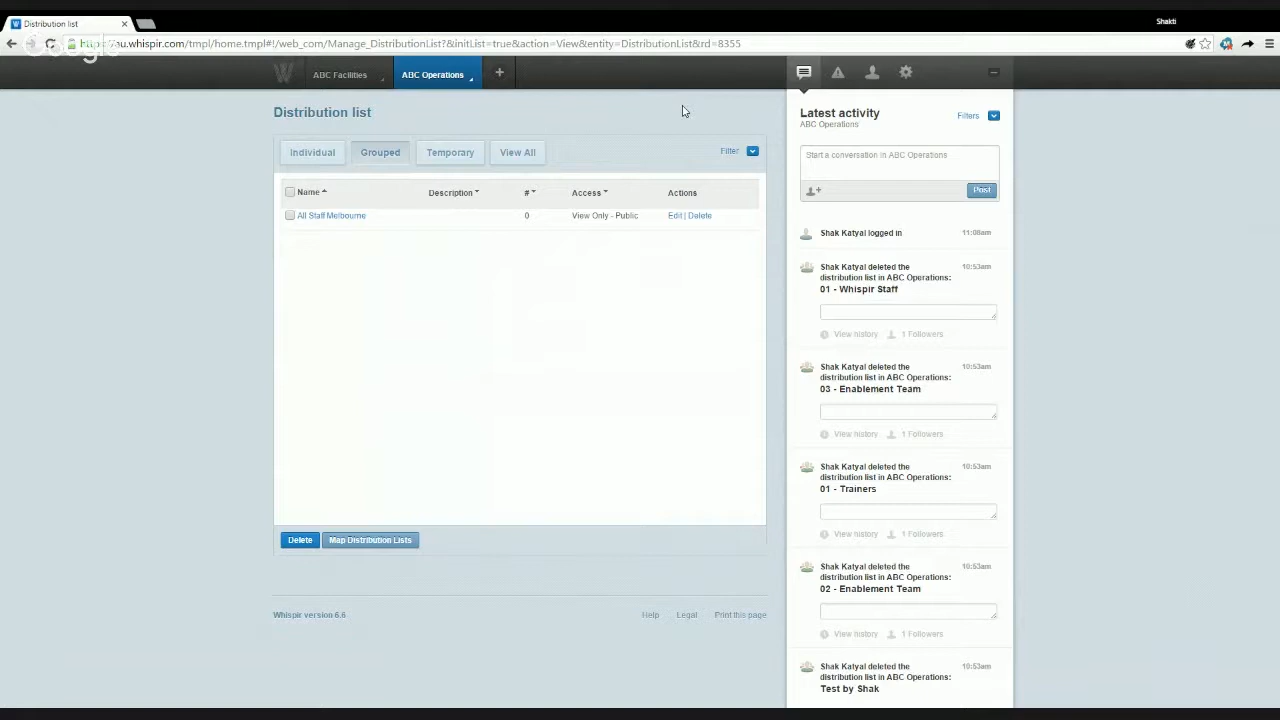 Distribution list
Shakti
https://au.whispir.com/tmpl/home.tmpl#!/web_com/Manage_DistributionList?&initList=true&action=View&entity=DistributionList&rd=8355
Google
ABC Facilities
ABC Operations
+
Distribution list
Individual
Grouped
Temporary
View All
Filter
Name
Description
#
Access
Actions
All Staff Melbourne
0
View Only - Public
Edit | Delete
Delete
Map Distribution Lists
Whispir version 6.6
Help
Legal
Print this page
Latest activity
ABC Operations
Filters
Start a conversation in ABC Operations
Post
Shak Katyal logged in
11:08am
Shak Katyal deleted the
10:53am
distribution list in ABC Operations:
01 - Whispir Staff
View history
1 Followers
Shak Katyal deleted the
10:53am
distribution list in ABC Operations:
03 - Enablement Team
View history
1 Followers
Shak Katyal deleted the
10:53am
distribution list in ABC Operations:
01 - Trainers
View history
1 Followers
Shak Katyal deleted the
10:53am
distribution list in ABC Operations:
02 - Enablement Team
View history
1 Followers
Shak Katyal deleted the
10:53am
distribution list in ABC Operations:
Test by Shak